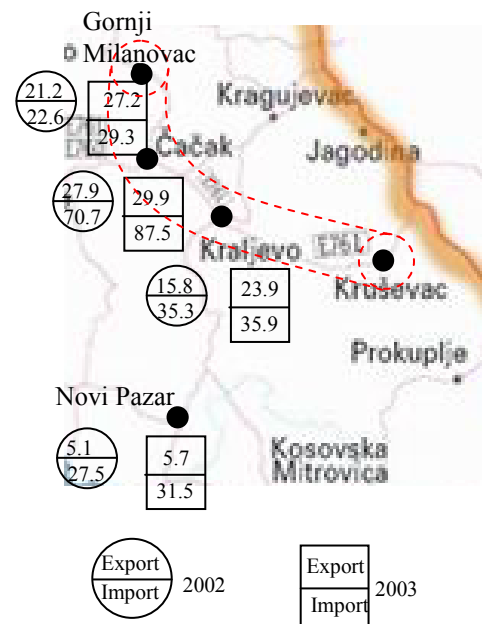 Gornji
Milanovac
21.2
22.6
27.2
29.3
Kragujevac
Jagodina
Čačak
27.9
70.7
29.9
87.5
Kraljevo
E761
Kruševac
15.8
35.3
23.9
35.9
Prokuplje
Novi Pazar
5.1
27.5
5.7
31.5
Kosovska
Mitrovica
Export
Import
2002
Export
Import
2003